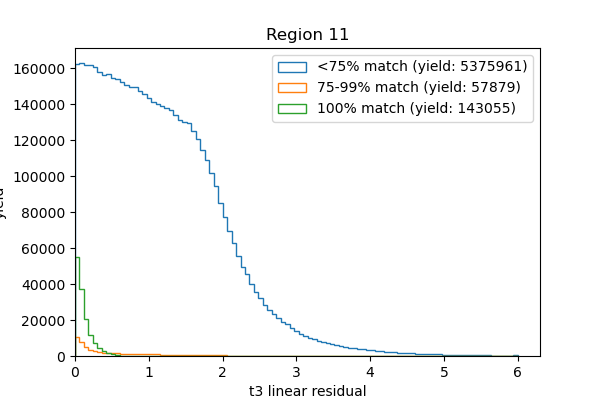 Region 11
<75% match (yield: 5375961)
75-99% match (yield: 57879)
100% match (yield: 143055)
160000
140000
120000
100000
80000
60000
40000
20000
0
yield
0 1 2 3 4 5 6
t3 linear residual